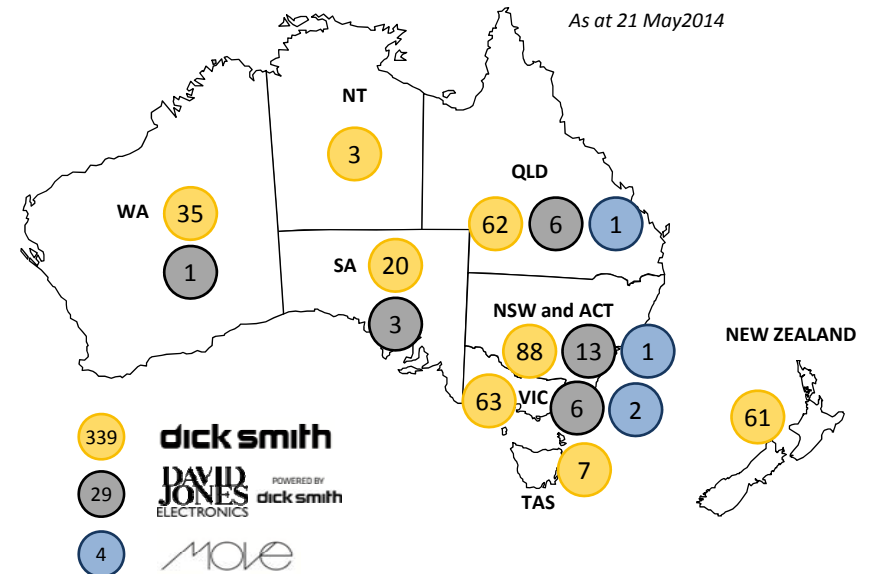 As at 21 May2014
NT
3
QLD
WA
35
62
6
1
1
SA
20
3
NSW and ACT
88
13
1
NEW ZEALAND
63
VIC
6
2
61
7
TAS
339
dick smith
29
DAVID
JONES
ELECTRONICS
POWERED BY
dick smith
4
move